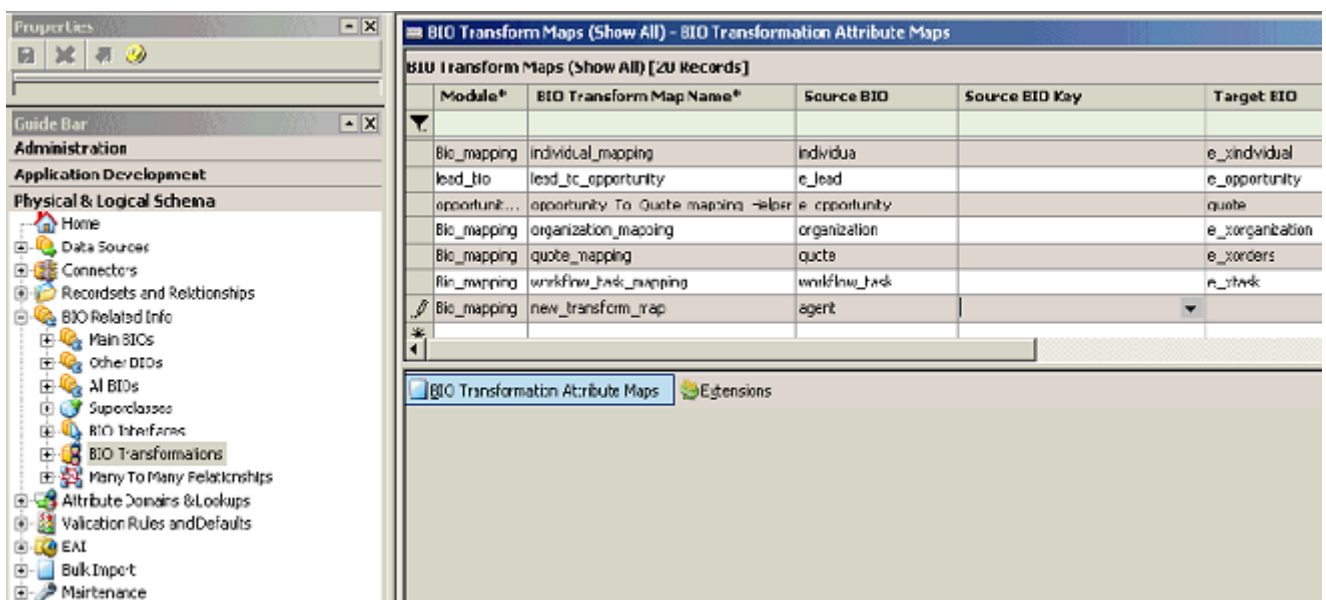 Properties
Guide Bar
Administration
Application Development
Physical & Logical Schema
Home
Data Sources
Connectors
Recordsets and Relationships
BIO Related Info
Main BIOs
Other BIOs
All BIOs
Superclasses
BIO Interfaces
BIO Transformations
Many To Many Relationships
Attribute Domains & Lookups
Validation Rules and Defaults
EAI
Bulk Import
Maintenance
BIO Transform Maps (Show All) - BIO Transformation Attribute Maps
BIO Transform Maps (Show All) [20 Records]
Module* BIO Transform Map Name* Source BIO Source BIO Key Target BIO
Bio_mapping individual_mapping individual e_xindividual
lead_bio lead_to_opportunity e_lead e_opportunity
opportunit... opportunity_To_Quote_mapping_Helper e_opportunity quote
Bio_mapping organization_mapping organization e_xorganization
Bio_mapping quote_mapping quote e_xorders
Bio_mapping workflow_task_mapping workflow_task e_xtask
Bio_mapping new_transform_map agent
BIO Transformation Attribute Maps Extensions